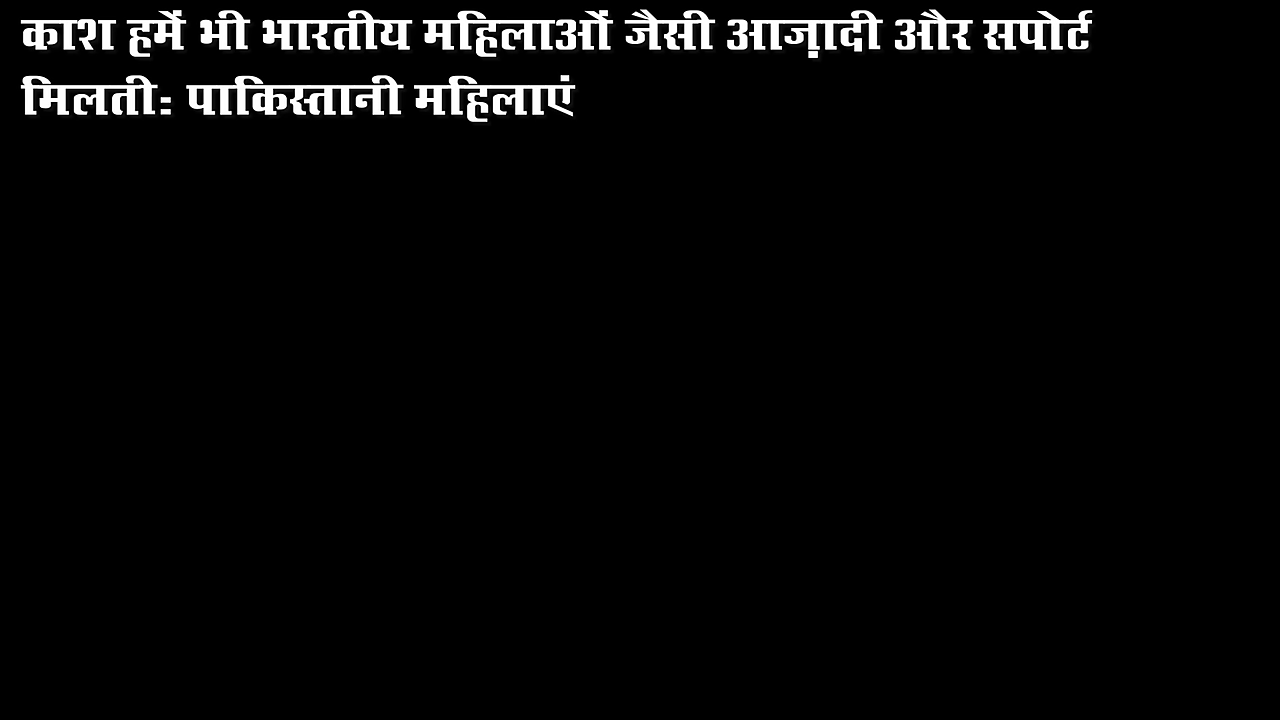 काश हमें भी भारतीय महिलाओं जैसी आज़ादी और सपोर्ट
मिलती: पाकिस्तानी महिलाएं